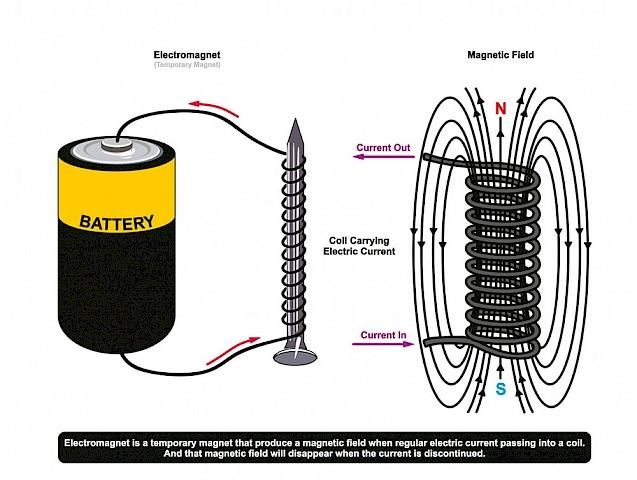 Electromagnet
(Temporary Magnet)
Magnetic Field
N
Current Out
BATTERY
Coll Carrying
Electric Current
Current In
S
Electromagnet is a temporary magnet that produce a magnetic field when regular electric current passing into a coil.
And that magnetic field will disappear when the current is discontinued.